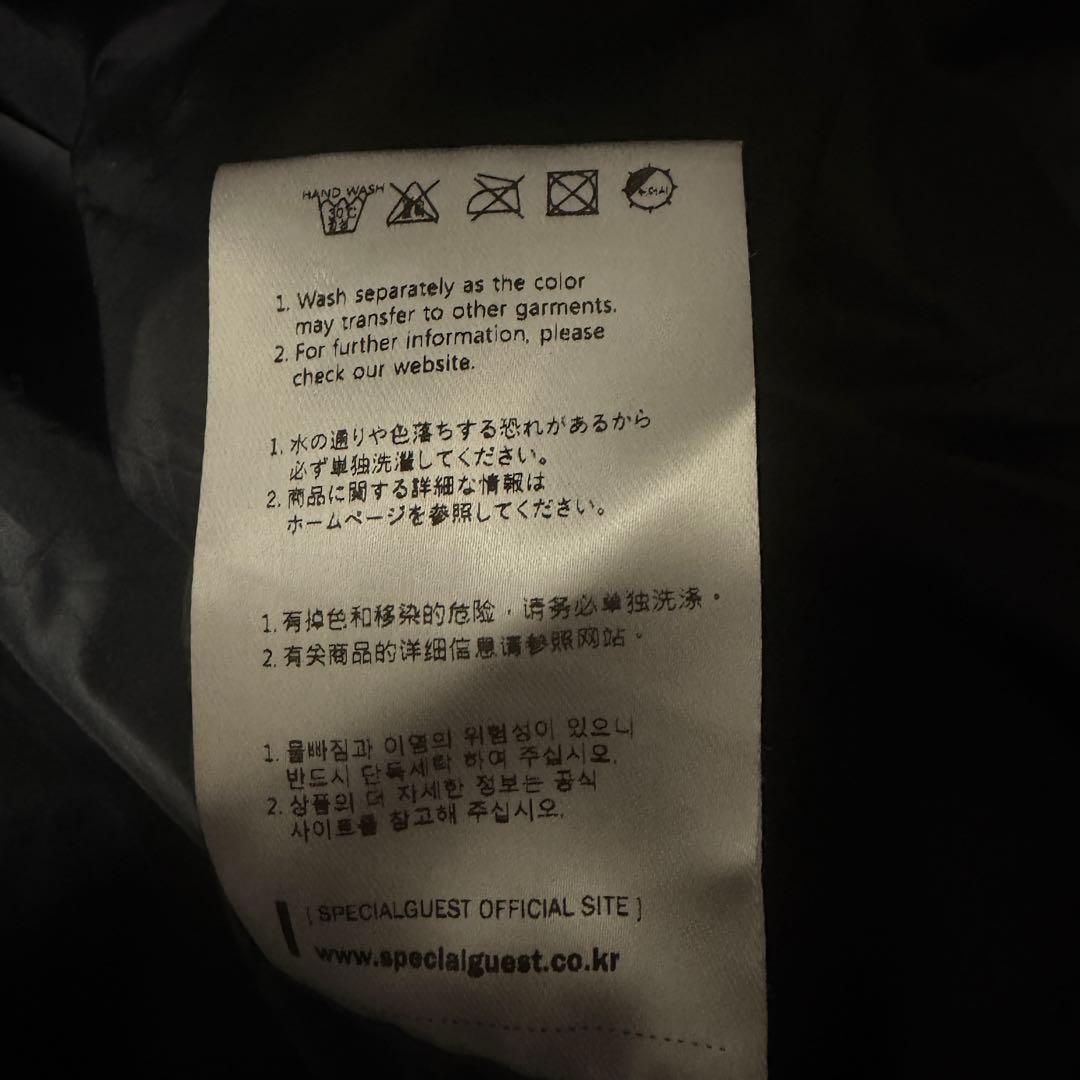 HAND WASH
30℃
중성
1. Wash separately as the color
may transfer to other garments.
2. For further information, please
check our website.
1. 水の通りや色落ちする恐れがあるから
必ず単独洗濯してください。
2. 商品に関する詳細な情報は
ホームページを参照してください。
1. 有掉色和移染的危险，请务必单独洗涤。
2. 有关商品的详细信息请参照网站。
1. 물빠짐과 이염의 위험성이 있으니
반드시 단독세탁 하여 주십시오.
2. 상품의 더 자세한 정보는 공식
사이트를 참고해 주십시오.
[ SPECIALGUEST OFFICIAL SITE ]
www.specialguest.co.kr